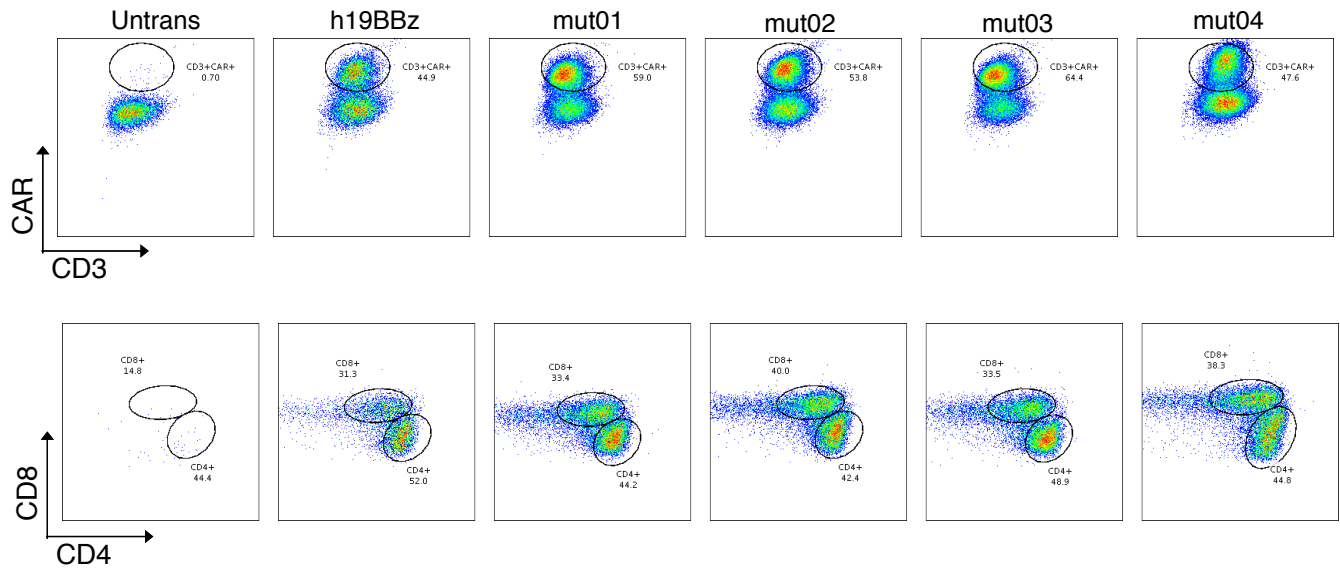 Untrans h19BBz mut01 mut02 mut03 mut04
CD3+CAR+ CD3+CAR+ CD3+CAR+ CD3+CAR+ CD3+CAR+ CD3+CAR+
0.70 44.9 59.0 53.8 64.4 47.6
CAR
CD3
CD8+ CD8+ CD8+ CD8+ CD8+ CD8+
14.8 31.3 33.4 40.0 33.5 38.3
CD4+ CD4+ CD4+ CD4+ CD4+ CD4+
44.4 52.0 44.2 42.4 48.9 44.8
CD8
CD4